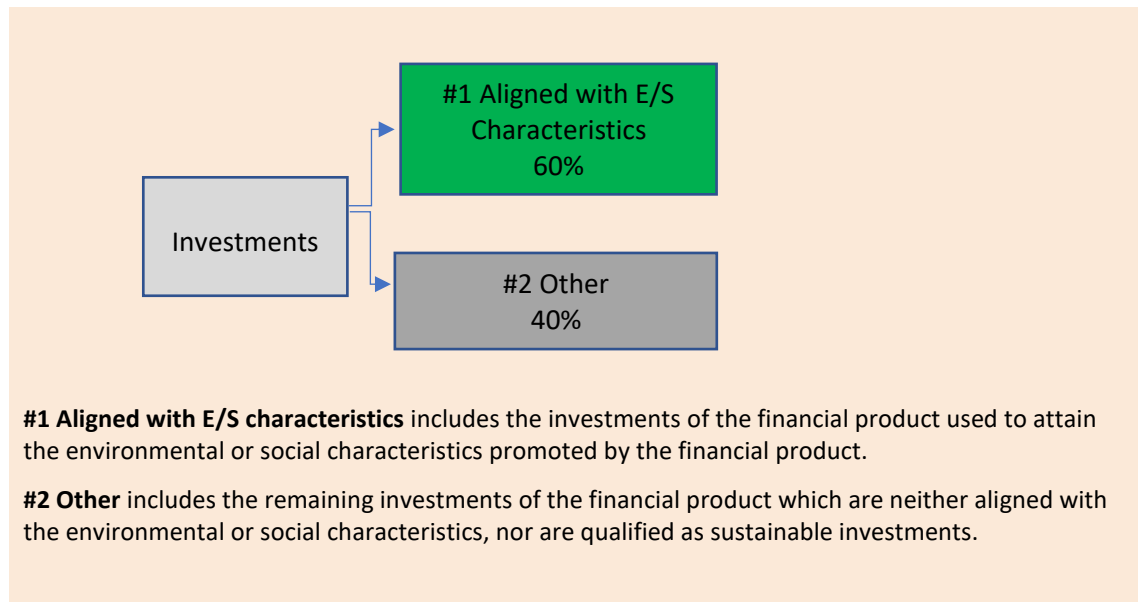 #1 Aligned with E/S
Characteristics
60%
Investments
#2 Other
40%
#1 Aligned with E/S characteristics includes the investments of the financial product used to attain
the environmental or social characteristics promoted by the financial product.
#2 Other includes the remaining investments of the financial product which are neither aligned with
the environmental or social characteristics, nor are qualified as sustainable investments.